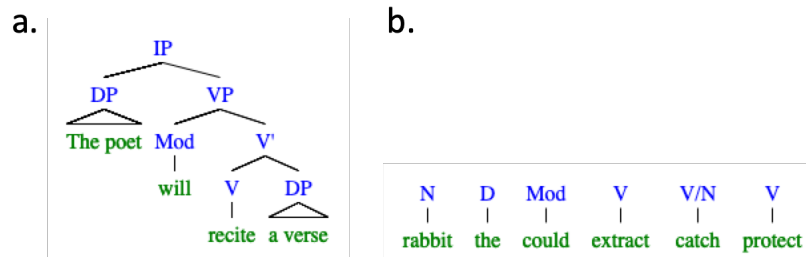 a.
b.
IP
DP VP
The poet Mod V'
will V DP
recite a verse
N D Mod V V/N V
rabbit the could extract catch protect